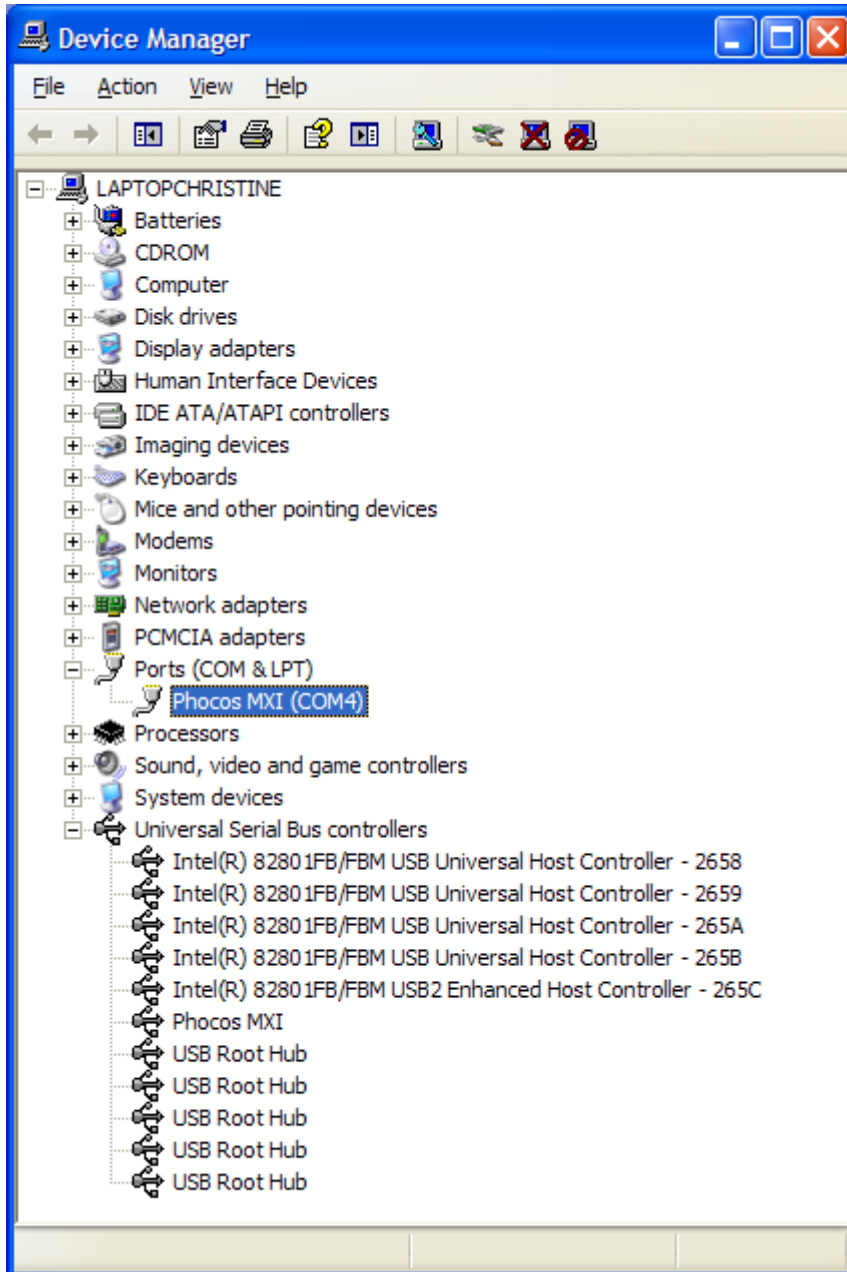 Device Manager
File Action View Help
LAPTOPCHRISTINE
Batteries
CDROM
Computer
Disk drives
Display adapters
Human Interface Devices
IDE ATA/ATAPI controllers
Imaging devices
Keyboards
Mice and other pointing devices
Modems
Monitors
Network adapters
PCMCIA adapters
Ports (COM & LPT)
Phocos MXI (COM4)
Processors
Sound, video and game controllers
System devices
Universal Serial Bus controllers
Intel(R) 82801FB/FBM USB Universal Host Controller - 2658
Intel(R) 82801FB/FBM USB Universal Host Controller - 2659
Intel(R) 82801FB/FBM USB Universal Host Controller - 265A
Intel(R) 82801FB/FBM USB Universal Host Controller - 265B
Intel(R) 82801FB/FBM USB2 Enhanced Host Controller - 265C
Phocos MXI
USB Root Hub
USB Root Hub
USB Root Hub
USB Root Hub
USB Root Hub